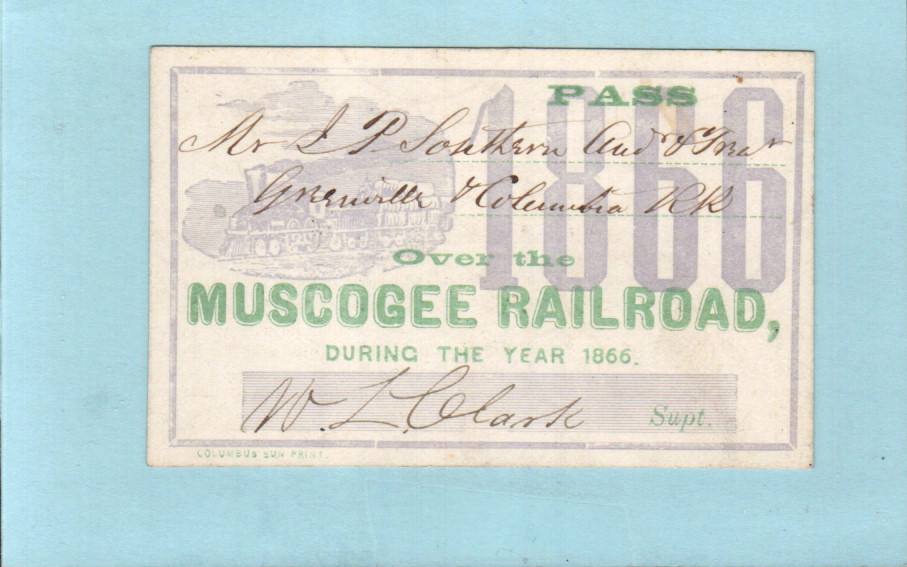 PASS
1866
Mr J P Southern Aud r & Trea r
Greenville & Columbia RR
Over the
MUSCOGEE RAILROAD,
DURING THE YEAR 1866.
W. L. Clark Supt.
COLUMBUS SUN PRINT.